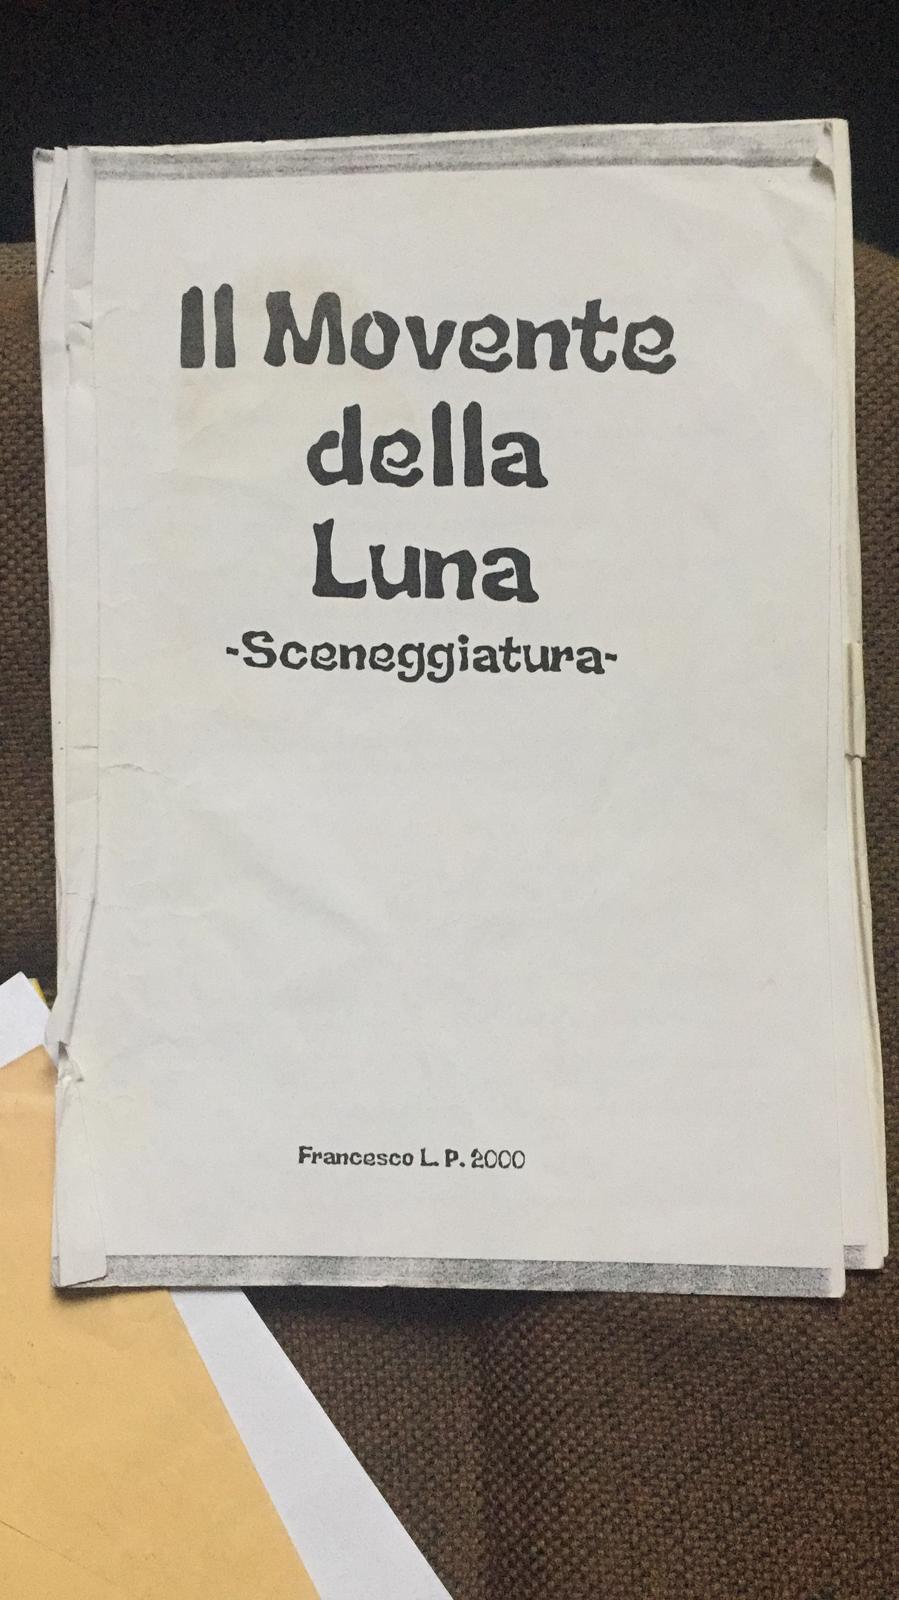 Il Movente
della
Luna
-Sceneggiatura-
Francesco L. P. 2000